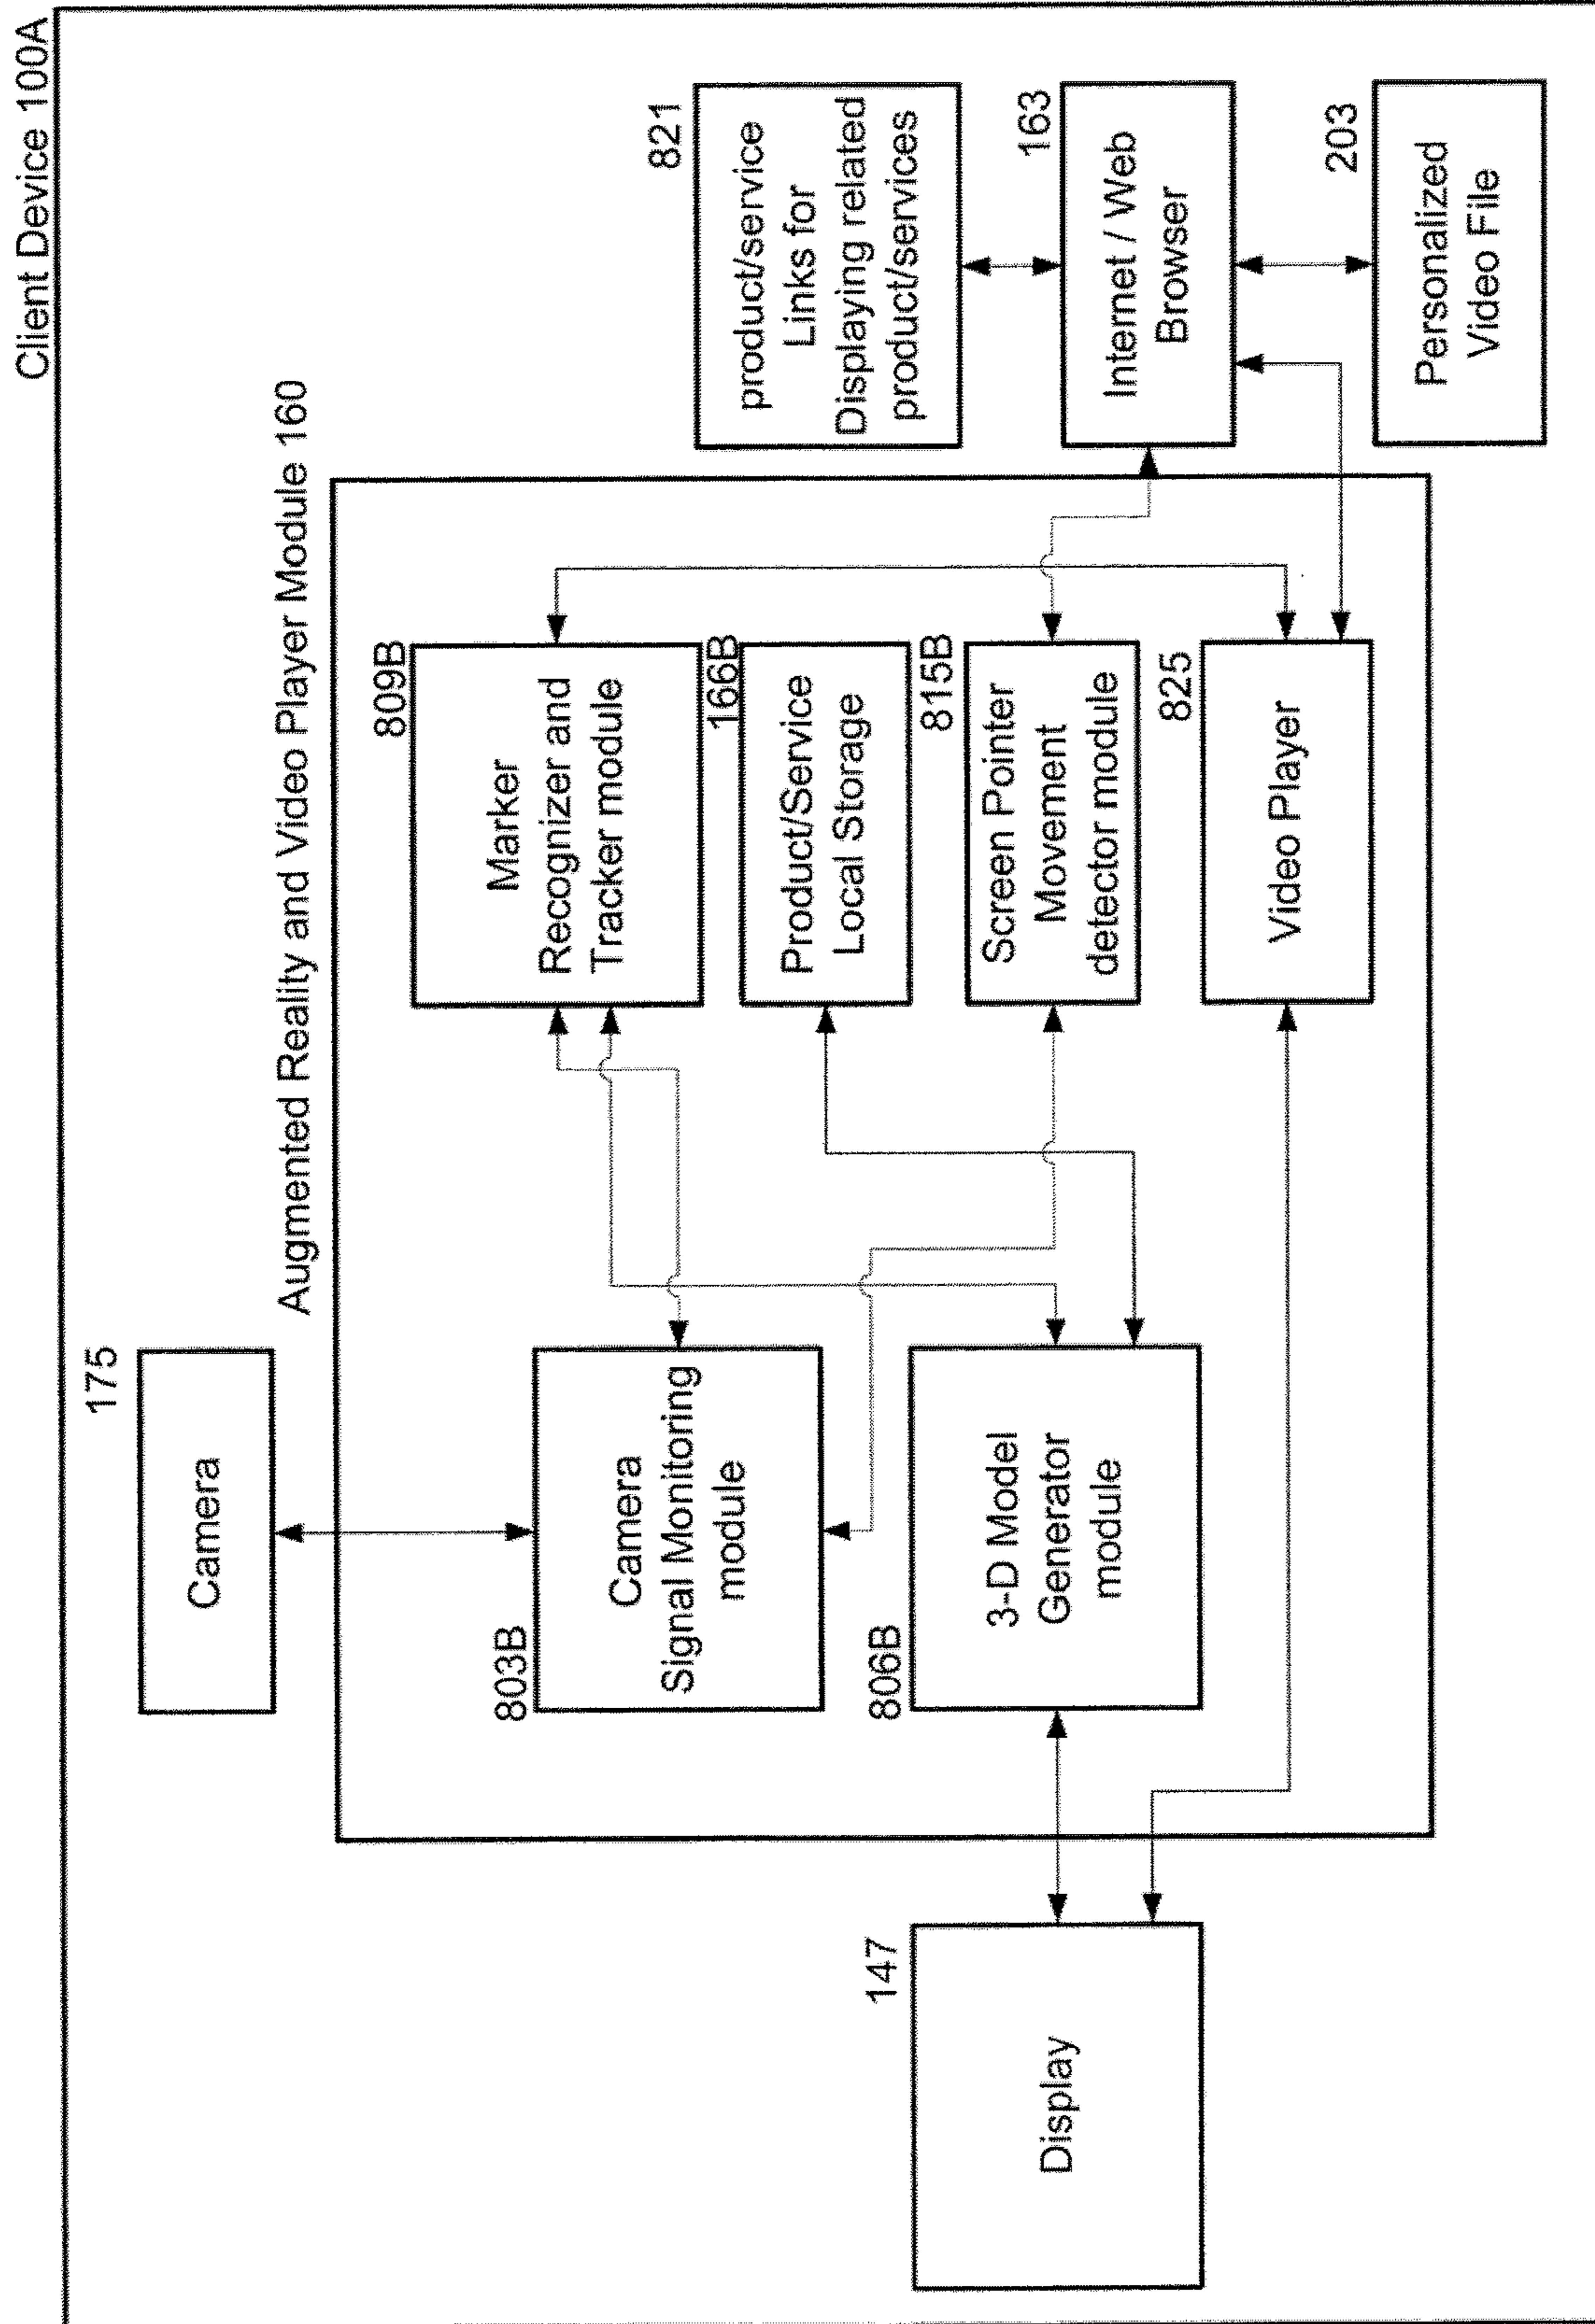 Client Device 100A
Augmented Reality and Video Player Module 160
175
Camera
803B
Camera
Signal Monitoring
module
809B
Marker
Recognizer and
Tracker module
821
product/service
Links for
Displaying related
product/services
166B
Product/Service
Local Storage
147
Display
806B
3-D Model
Generator
module
815B
Screen Pointer
Movement
detector module
163
Internet / Web
Browser
825
Video Player
203
Personalized
Video File